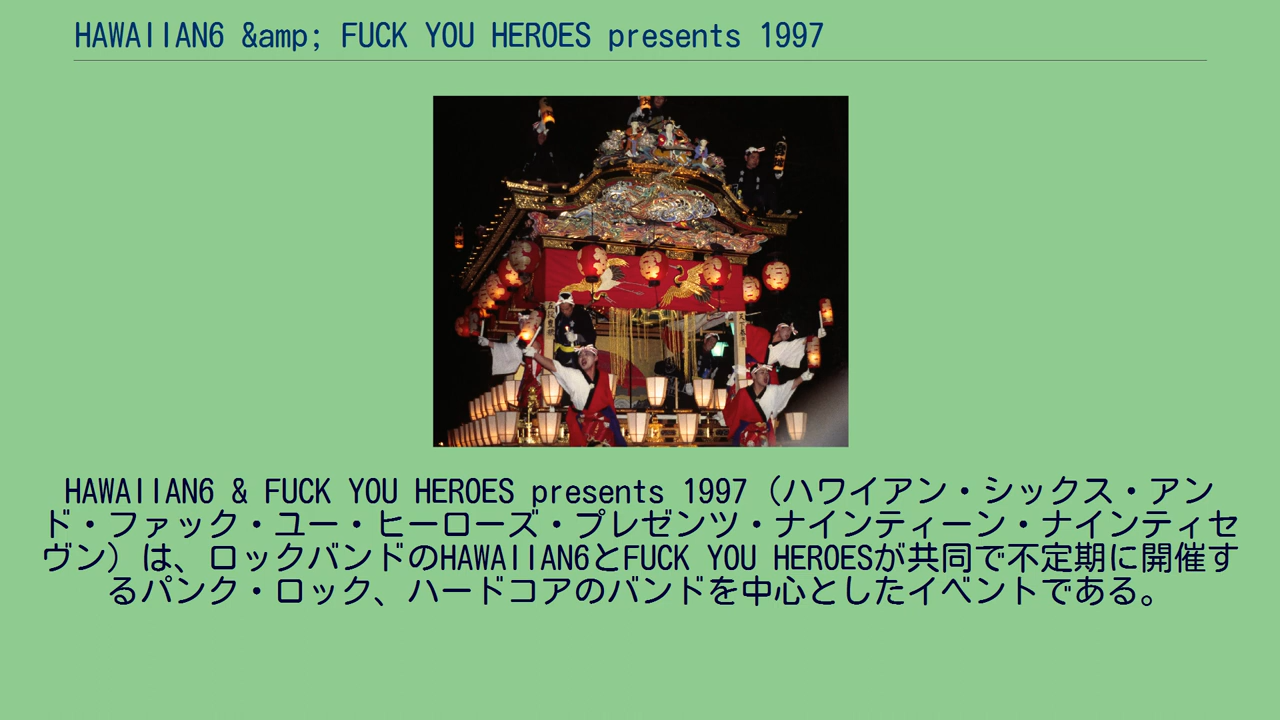 HAWAIIAN6 &amp; FUCK YOU HEROES presents 1997
HAWAIIAN6 & FUCK YOU HEROES presents 1997（ハワイアン・シックス・アン
ド・ファック・ユー・ヒーローズ・プレゼンツ・ナインティーン・ナインティセ
ヴン）は、ロックバンドのHAWAIIAN6とFUCK YOU HEROESが共同で不定期に開催す
るパンク・ロック、ハードコアのバンドを中心としたイベントである。